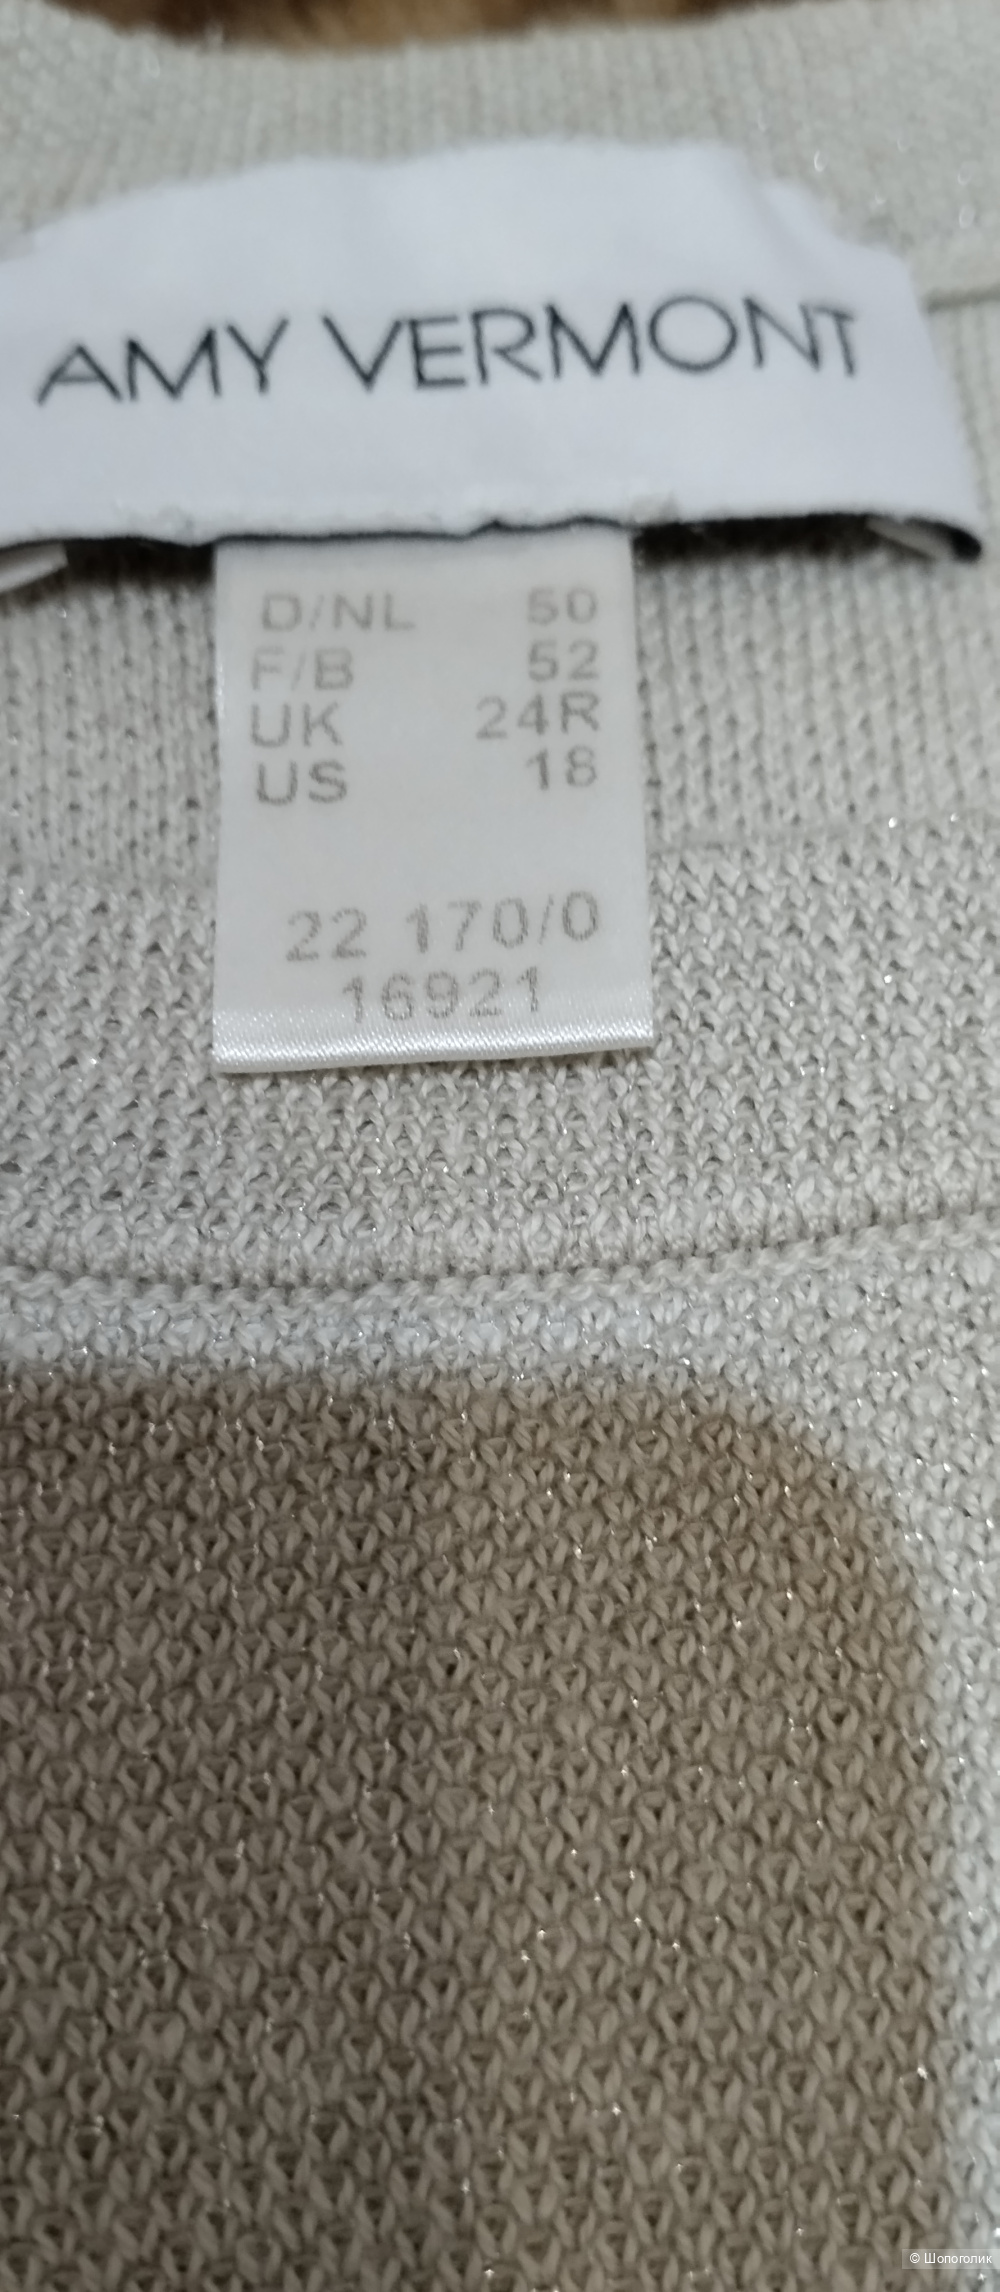 AMY VERMONT
D/NL 50
F/B 52
UK 24R
US 18
22 170/0
16921
© Шопоголик